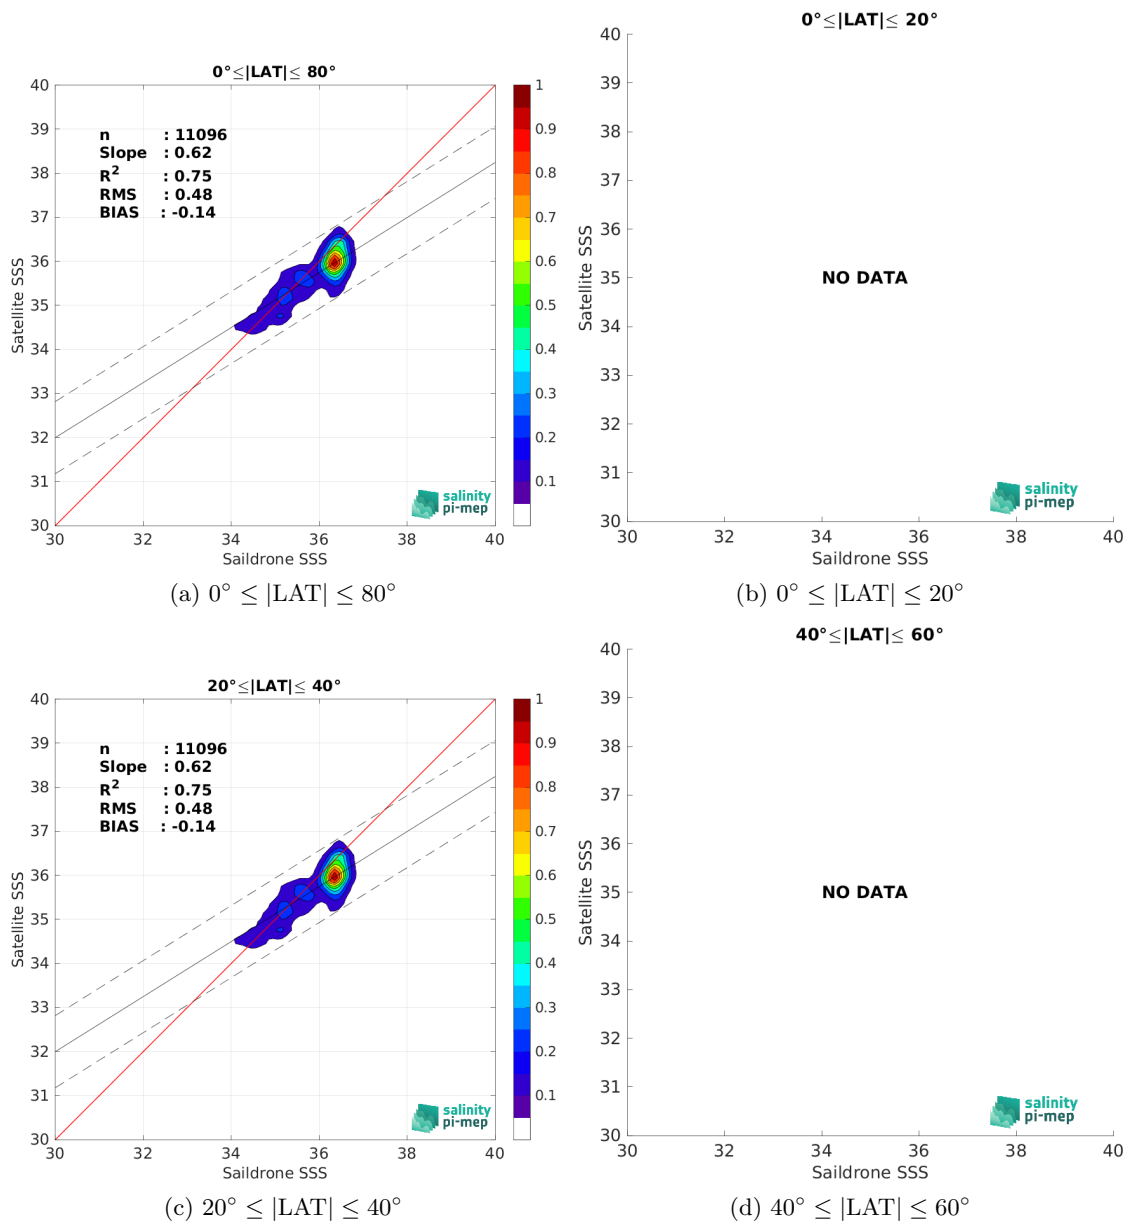 0°≤|LAT|≤ 80°
40
39
38
37
36
35
34
33
32
31
30
Satellite SSS
n : 11096
Slope : 0.62
R² : 0.75
RMS : 0.48
BIAS : -0.14
salinity
pi-mep
30 32 34 36 38 40
Saildrone SSS
1
0.9
0.8
0.7
0.6
0.5
0.4
0.3
0.2
0.1
(a) 0° ≤ |LAT| ≤ 80°
0°≤|LAT|≤ 20°
40
39
38
37
36
35
34
33
32
31
30
Satellite SSS
NO DATA
salinity
pi-mep
30 32 34 36 38 40
Saildrone SSS
(b) 0° ≤ |LAT| ≤ 20°
20°≤|LAT|≤ 40°
40
39
38
37
36
35
34
33
32
31
30
Satellite SSS
n : 11096
Slope : 0.62
R² : 0.75
RMS : 0.48
BIAS : -0.14
salinity
pi-mep
30 32 34 36 38 40
Saildrone SSS
1
0.9
0.8
0.7
0.6
0.5
0.4
0.3
0.2
0.1
(c) 20° ≤ |LAT| ≤ 40°
40°≤|LAT|≤ 60°
40
39
38
37
36
35
34
33
32
31
30
Satellite SSS
NO DATA
salinity
pi-mep
30 32 34 36 38 40
Saildrone SSS
(d) 40° ≤ |LAT| ≤ 60°